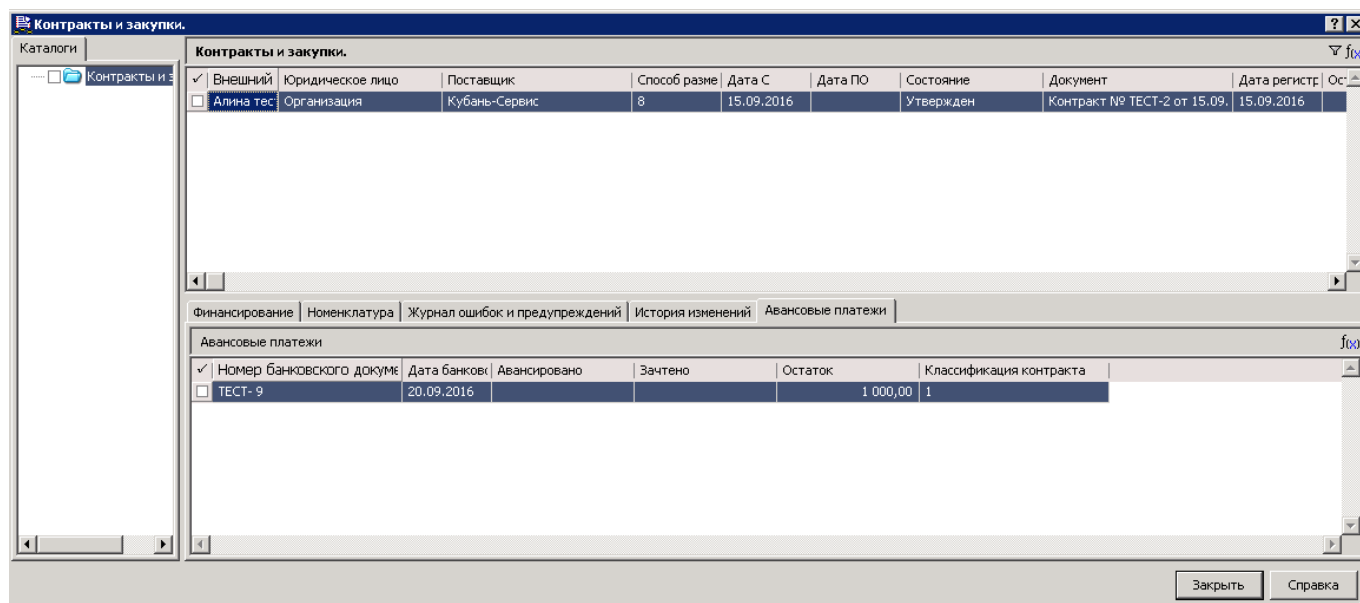 Контракты и закупки.
Каталоги
Контракты и з
Контракты и закупки.
f(x)
Внешний Юридическое лицо Поставщик Способ разме Дата С Дата ПО Состояние Документ Дата регистр Ос
Алина тес Организация Кубань-Сервис 8 15.09.2016 Утвержден Контракт № ТЕСТ-2 от 15.09. 15.09.2016
Финансирование Номенклатура Журнал ошибок и предупреждений История изменений Авансовые платежи
Авансовые платежи f(x)
Номер банковского докуме Дата банковс Авансировано Зачтено Остаток Классификация контракта
ТЕСТ- 9 20.09.2016 1 000,00 1
Закрыть Справка